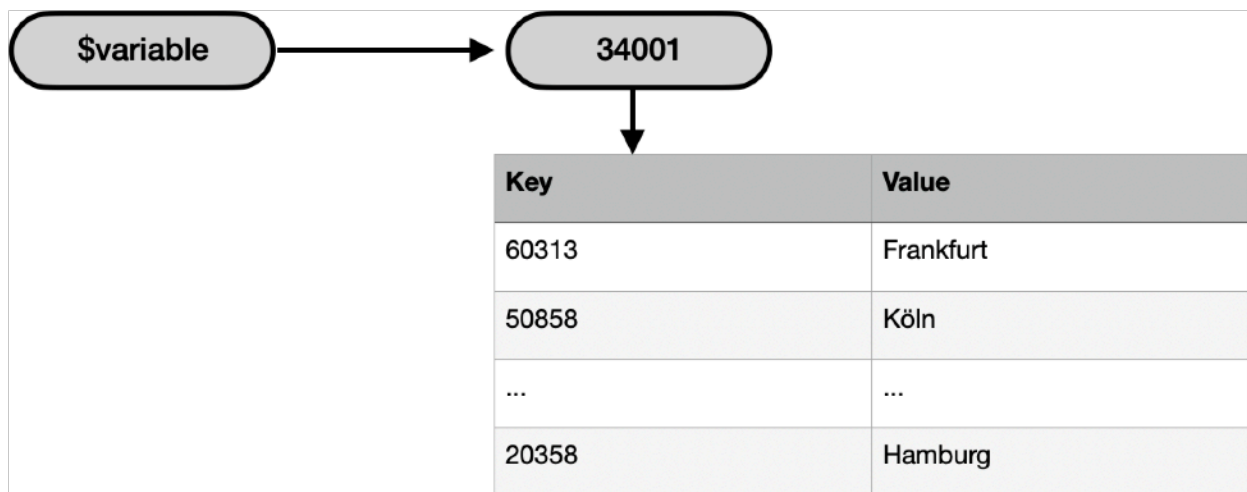 $variable 34001
Key Value
60313 Frankfurt
50858 Köln
... ...
20358 Hamburg